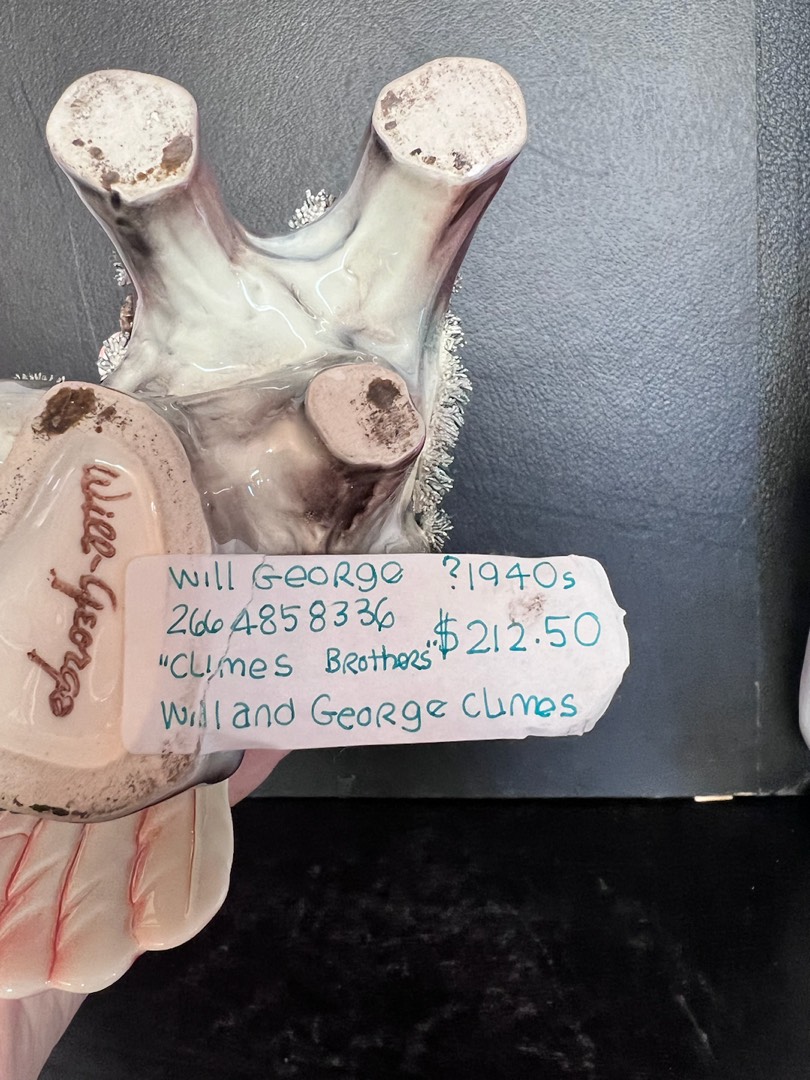 Will-George
Will George ?1940s
2664858336 $212.50
"CLimes Brothers"
Will and George CLimes